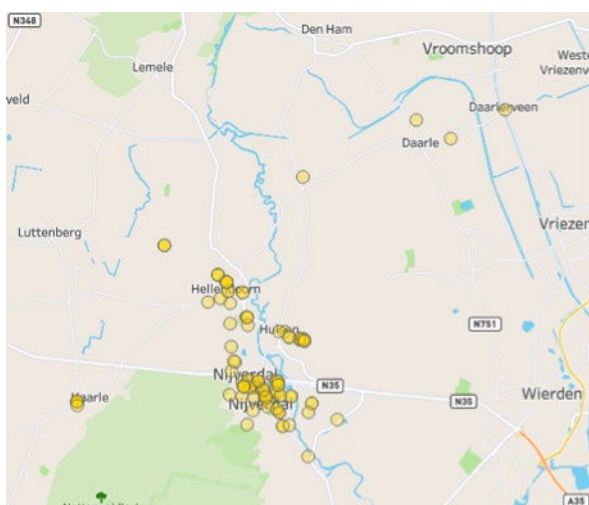 N348
Den Ham
Vroomshoop
Lemele
Weste
Vriezenv
veld
Daarlerveen
Daarle
Luttenberg
Vriezen
Hellendoorn
N751
Hulsen
Nijverdal
N35
Haarle
Nijverdal
N35
Wierden
A35